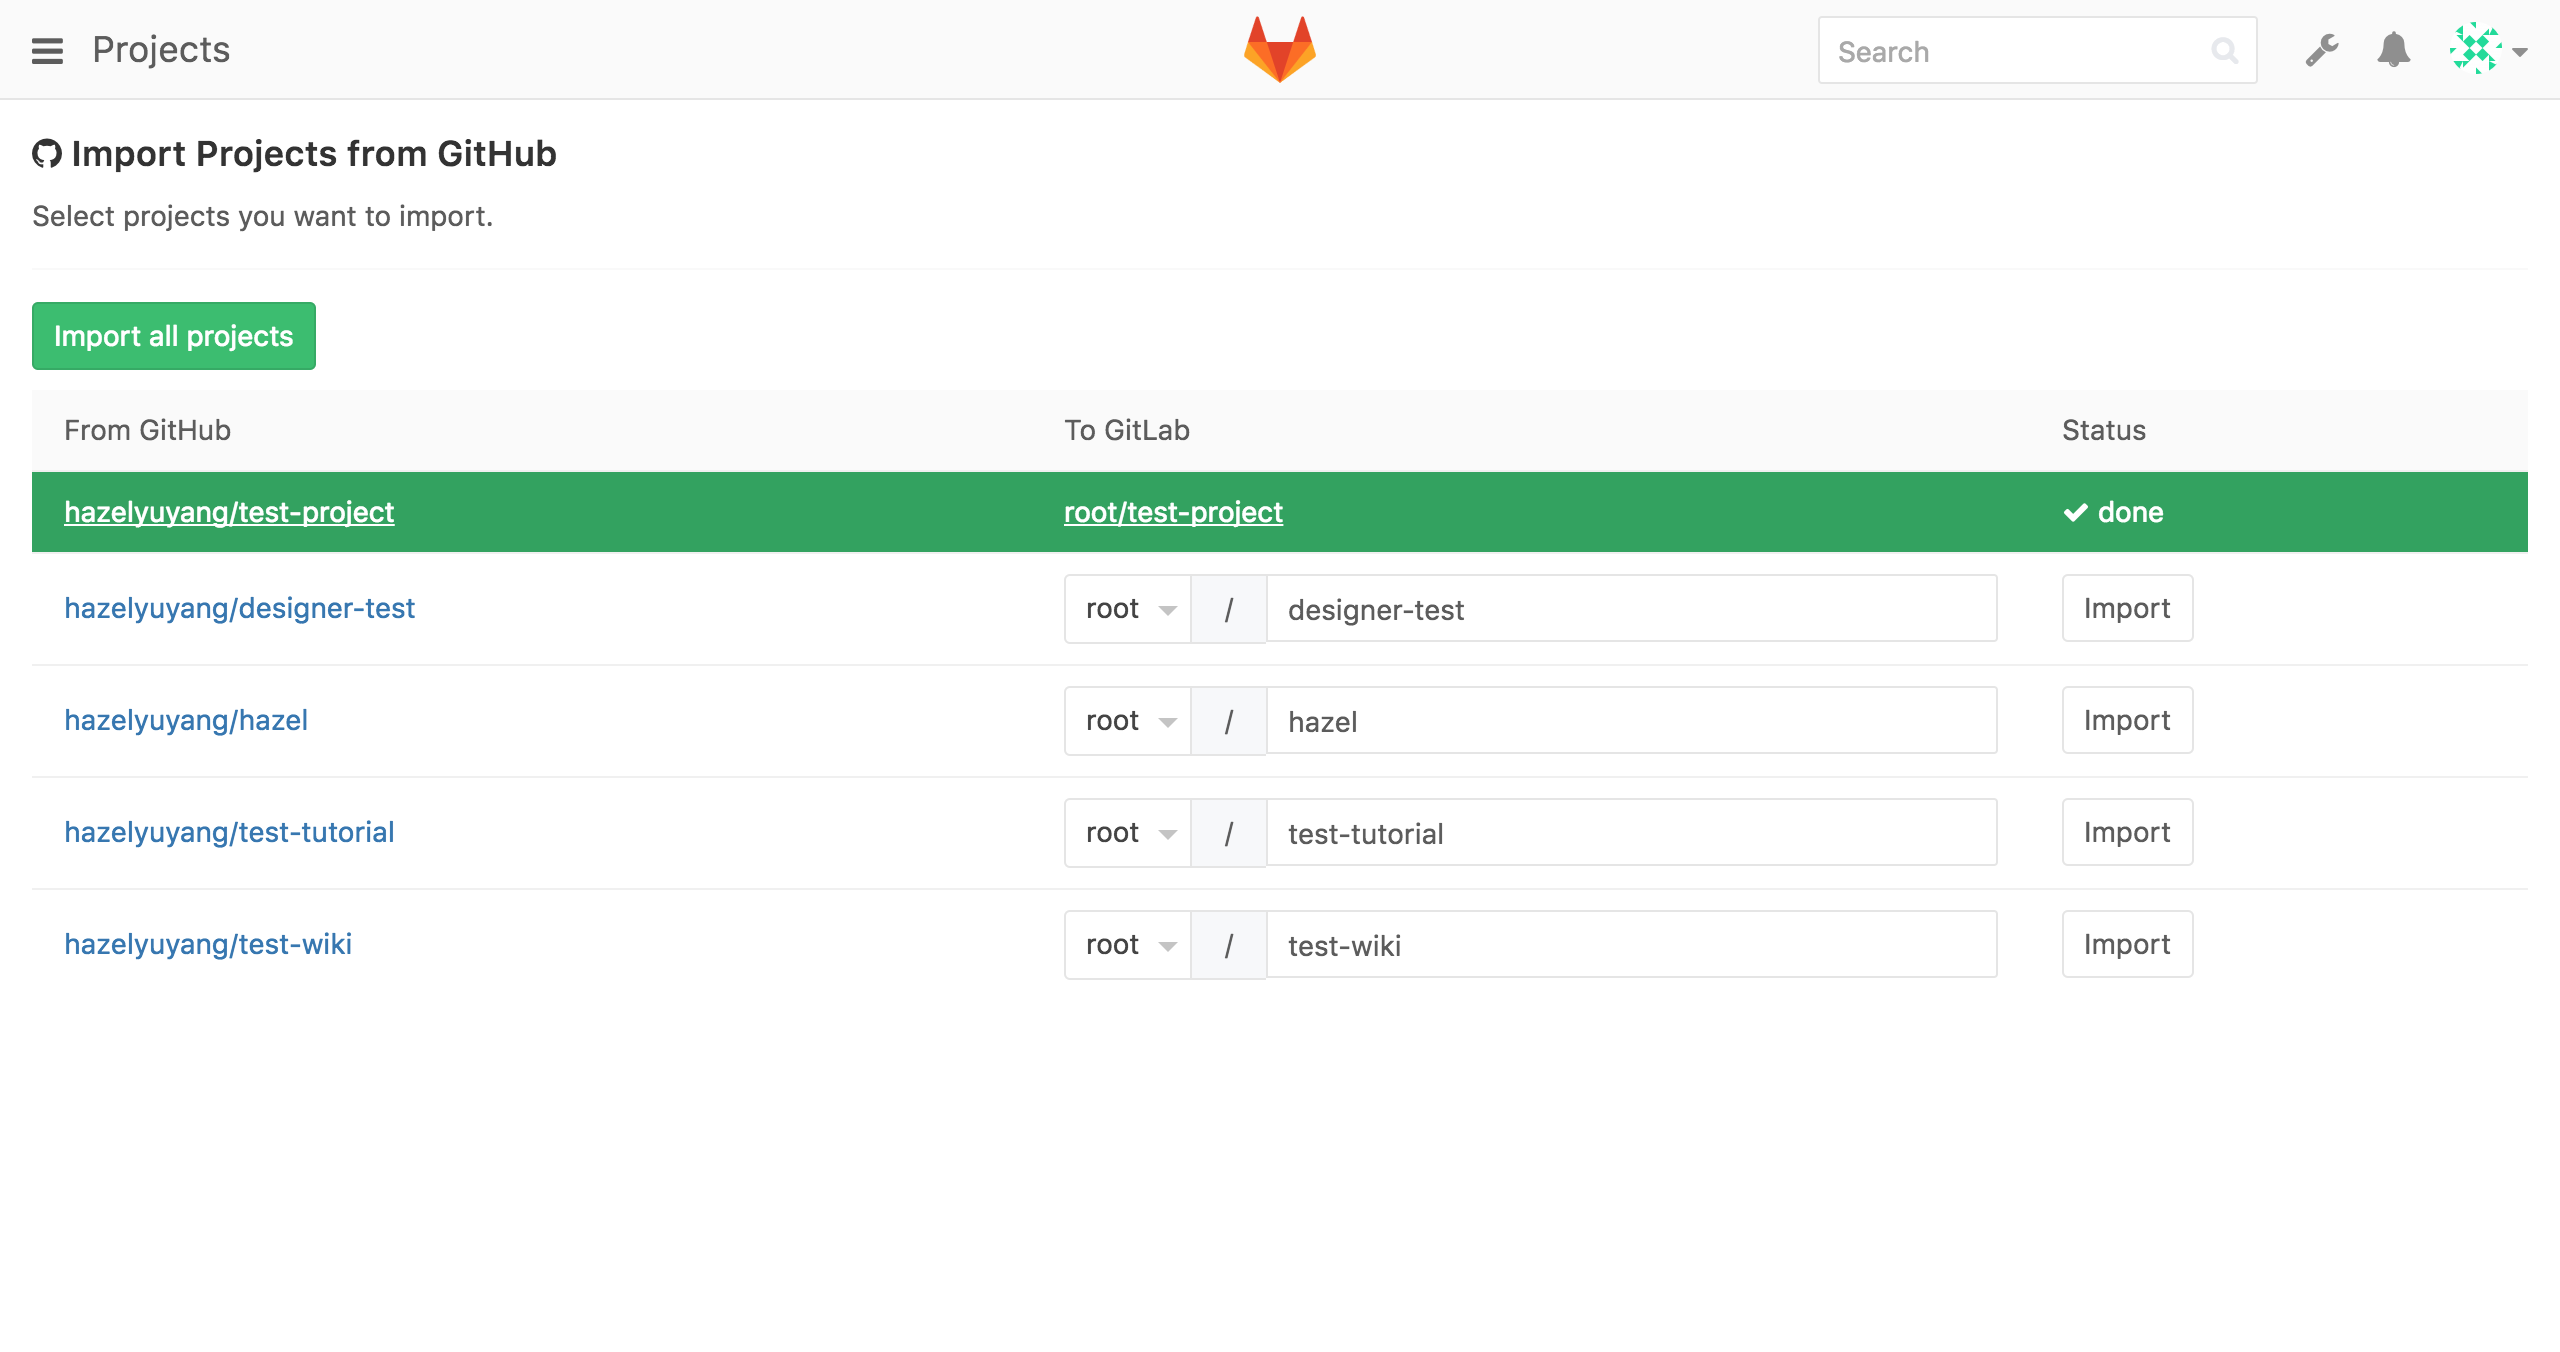 Projects
Search
Import Projects from GitHub
Select projects you want to import.
Import all projects
From GitHub To GitLab Status
hazelyuyang/test-project root/test-project done
hazelyuyang/designer-test root / designer-test Import
hazelyuyang/hazel root / hazel Import
hazelyuyang/test-tutorial root / test-tutorial Import
hazelyuyang/test-wiki root / test-wiki Import